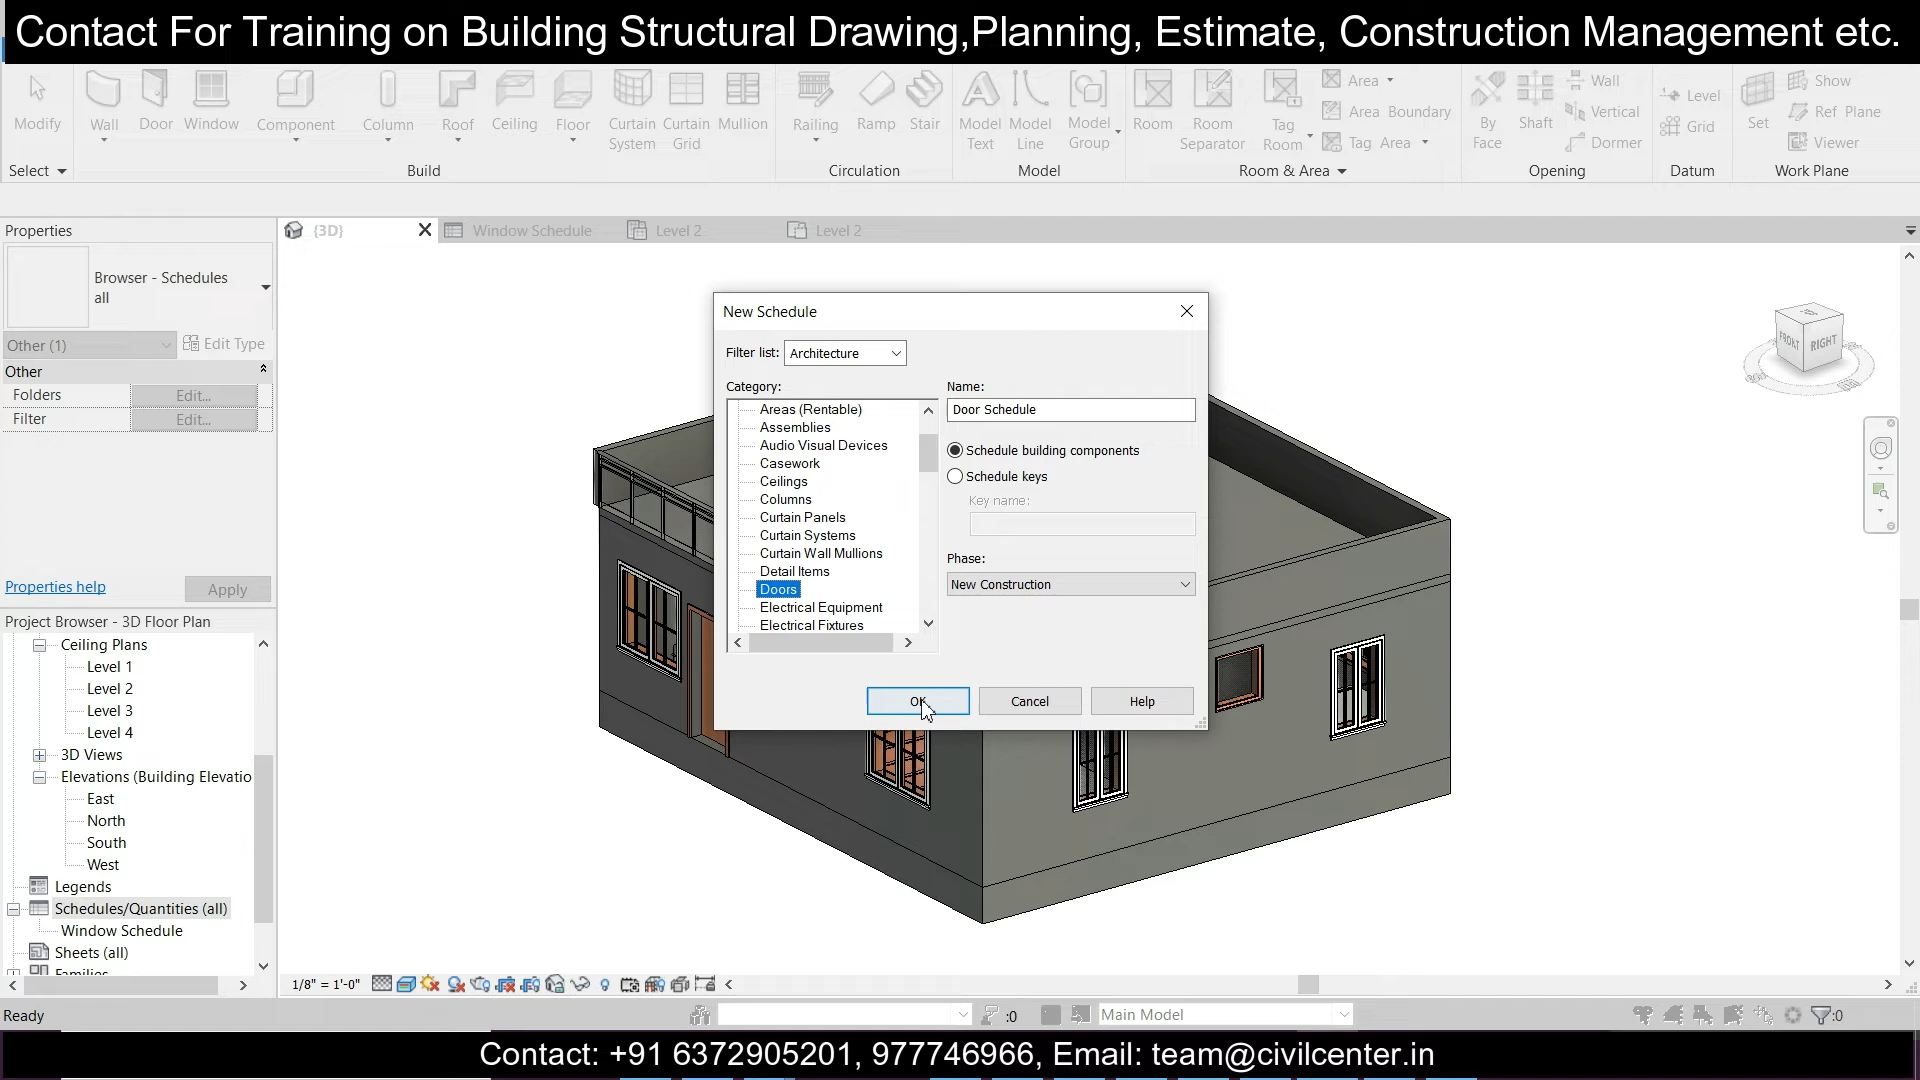 Contact For Training on Building Structural Drawing,Planning, Estimate, Construction Management etc.
Modify
Wall
Door
Window
Component
Column
Roof
Ceiling
Floor
Curtain System
Curtain Grid
Mullion
Railing
Ramp
Stair
Model Text
Model Line
Model Group
Room
Room Separator
Tag Room
Area
Area Boundary
Tag Area
By Face
Shaft
Wall
Vertical
Dormer
Level
Grid
Set
Show
Ref Plane
Viewer
Select
Build
Circulation
Model
Room & Area
Opening
Datum
Work Plane
Properties
{3D}
Window Schedule
Level 2
Level 2
Browser - Schedules
all
Other (1)
Edit Type
Other
Folders
Edit...
Filter
Edit...
Properties help
Apply
Project Browser - 3D Floor Plan
Ceiling Plans
Level 1
Level 2
Level 3
Level 4
3D Views
Elevations (Building Elevatio
East
North
South
West
Legends
Schedules/Quantities (all)
Window Schedule
Sheets (all)
Families
New Schedule
Filter list:
Architecture
Category:
Areas (Rentable)
Assemblies
Audio Visual Devices
Casework
Ceilings
Columns
Curtain Panels
Curtain Systems
Curtain Wall Mullions
Detail Items
Doors
Electrical Equipment
Electrical Fixtures
Name:
Door Schedule
Schedule building components
Schedule keys
Key name:
Phase:
New Construction
OK
Cancel
Help
TOP
FRONT
RIGHT
1/8" = 1'-0"
Ready
:0
Main Model
:0
Contact: +91 6372905201, 977746966, Email: team@civilcenter.in